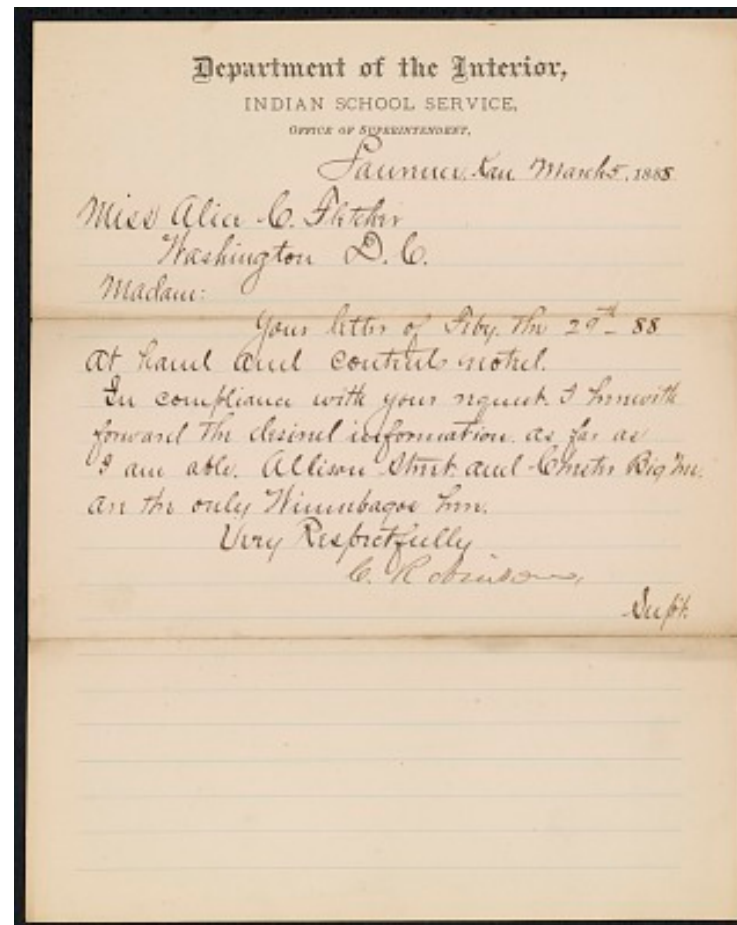 Department of the Interior,
INDIAN SCHOOL SERVICE,
OFFICE OF SUPERINTENDENT,
Lawrence, Kan. March 5, 1888
Miss Alice C. Fletcher
Washington D. C.
Madam:
Your letter of Feby. the 29th 88
at hand and contents noted.
In compliance with your request. I herewith
forward the desired information. as far as
I am able. Allison Street and Chester Big Tree.
are the only Winnebagoe here.
Very Respectfully
C. Robinson,
Supt.